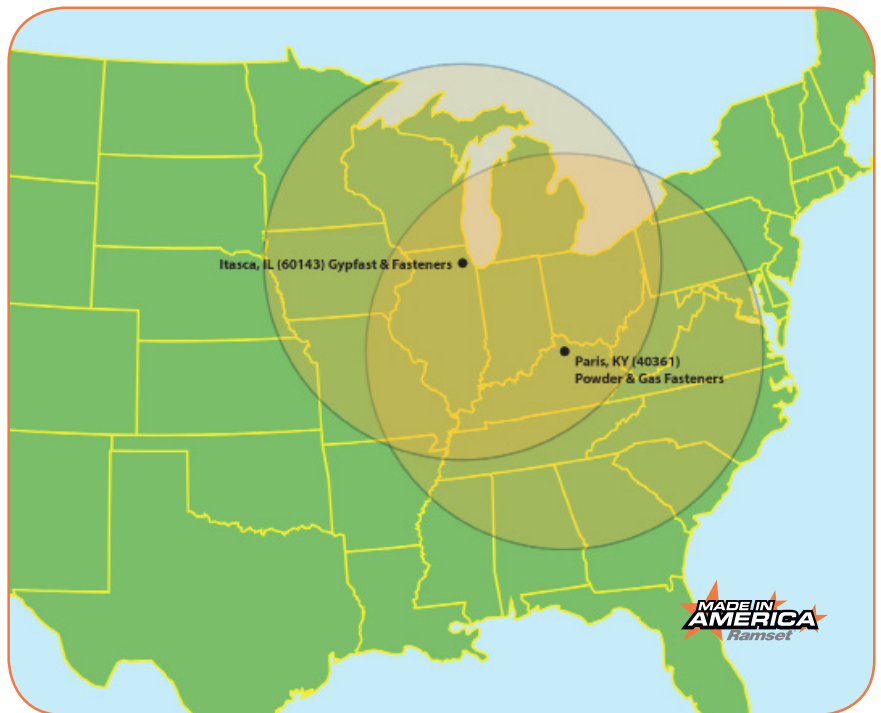 Itasca, IL (60143) Gypfast & Fasteners
Paris, KY (40361)
Powder & Gas Fasteners
MADE IN
AMERICA
Ramset